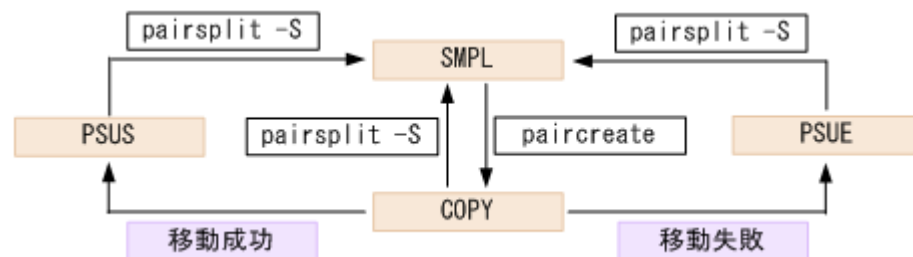 pairsplit -S
pairsplit -S
SMPL
PSUS
pairsplit -S
paircreate
PSUE
COPY
移動成功
移動失敗